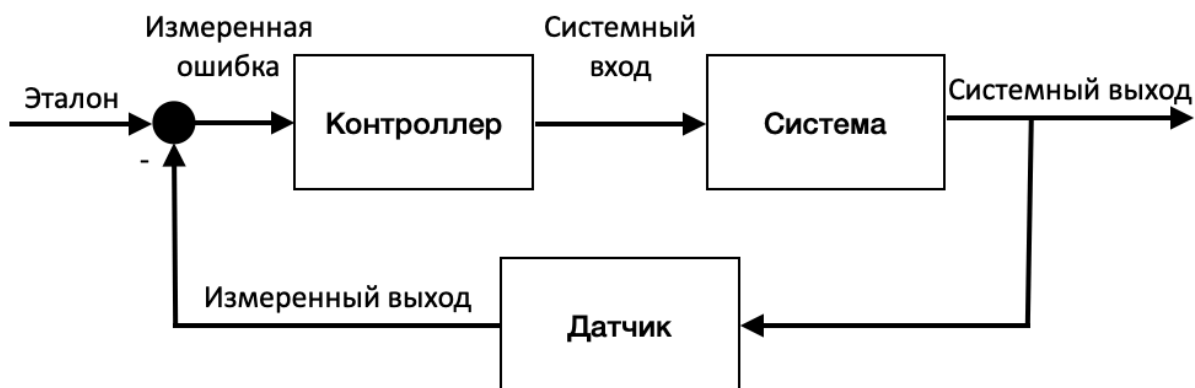 Измеренная
ошибка
Системный
вход
Эталон
Контроллер
Система
Системный выход
-
Измеренный выход
Датчик